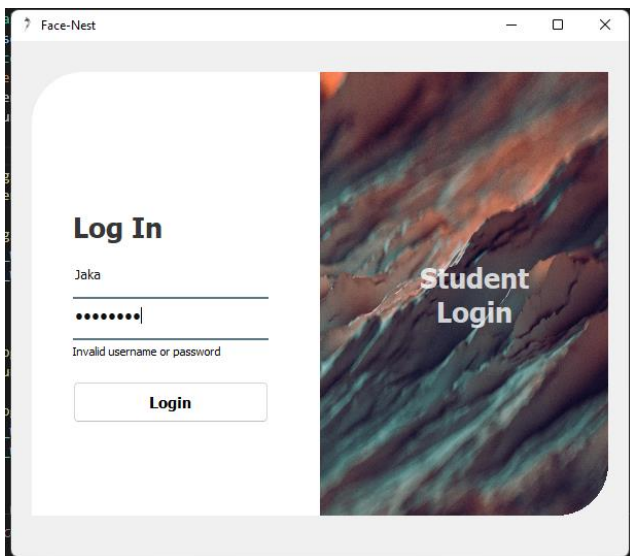 Face-Nest
Log In
Jaka
••••••••
Invalid username or password
Login
Student
Login